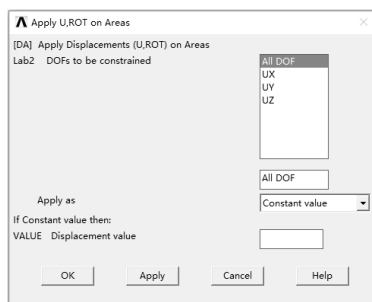 Apply U,ROT on Areas
[DA] Apply Displacements (U,ROT) on Areas
Lab2 DOFs to be constrained
All DOF
UX
UY
UZ
All DOF
Apply as Constant value
If Constant value then:
VALUE Displacement value
OK Apply Cancel Help